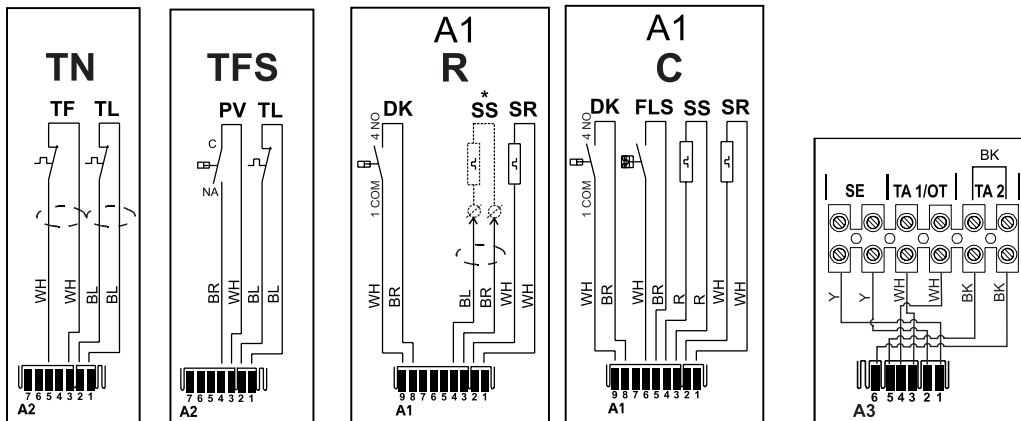 TN
TF TL
WH WH BL BL
7 6 5 4 3 2 1
A2
TFS
PV TL
C
NA
BR WH BL BL
7 6 5 4 3 2 1
A2
A1
R
*
DK SS SR
4 NO
1 COM
WH BR BL BR WH WH
9 8 7 6 5 4 3 2 1
A1
A1
C
DK FLS SS SR
4 NO
1 COM
WH BR WH BR R R WH WH
9 8 7 6 5 4 3 2 1
A1
BK
SE TA 1/OT TA 2
Y Y WH WH BK BK
6 5 4 3 2 1
A3